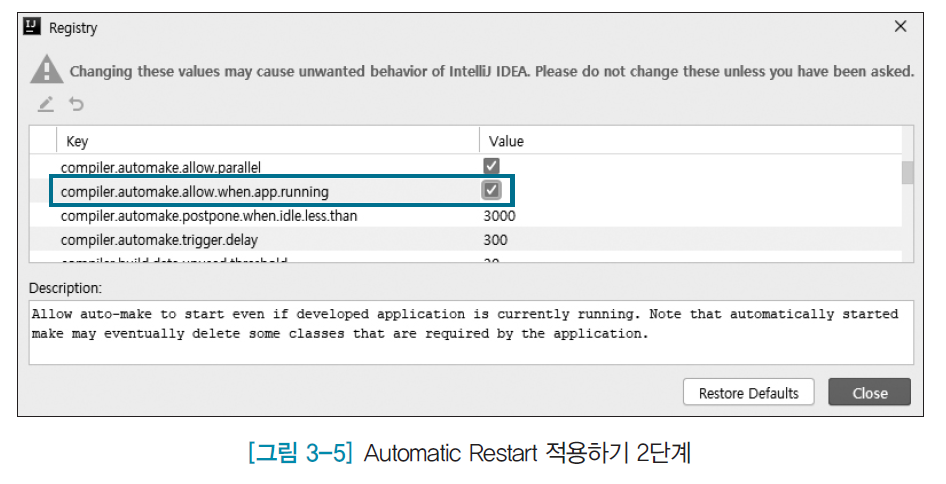 IJ
Registry
Changing these values may cause unwanted behavior of IntelliJ IDEA. Please do not change these unless you have been asked.
Key Value
compiler.automake.allow.parallel
compiler.automake.allow.when.app.running
compiler.automake.postpone.when.idle.less.than 3000
compiler.automake.trigger.delay 300
Description:
Allow auto-make to start even if developed application is currently running. Note that automatically started
make may eventually delete some classes that are required by the application.
Restore Defaults Close
[그림 3-5] Automatic Restart 적용하기 2단계